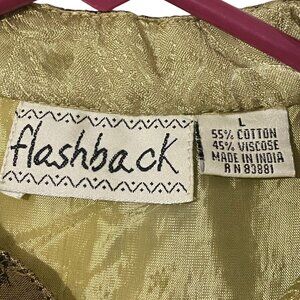 flashback
L
55% COTTON
45% VISCOSE
MADE IN INDIA
R N 83881